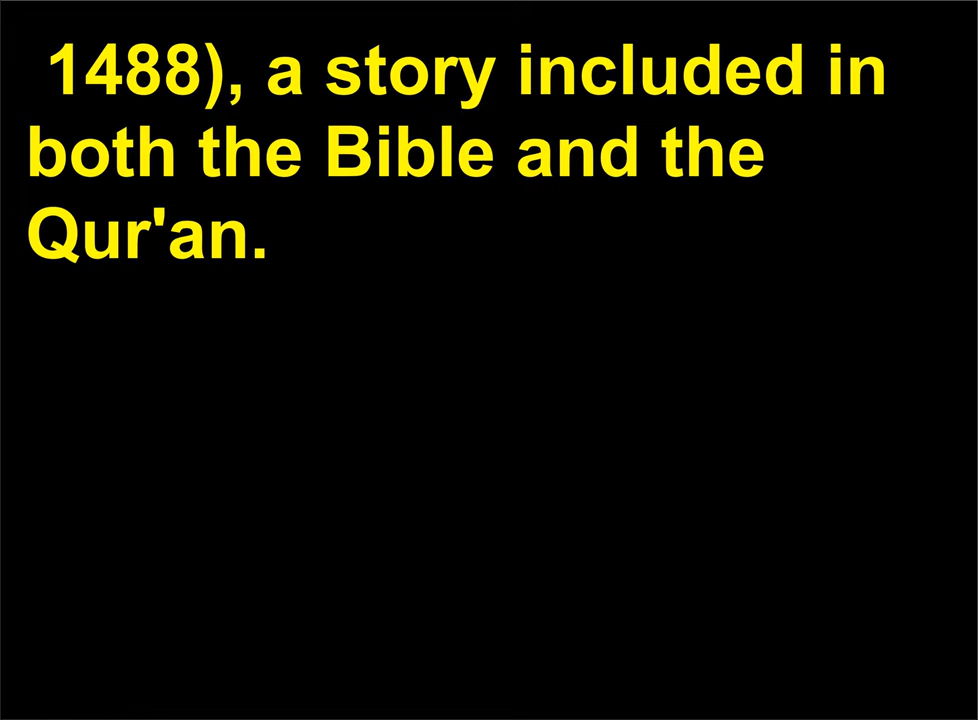 1488), a story included in
both the Bible and the
Qur'an.